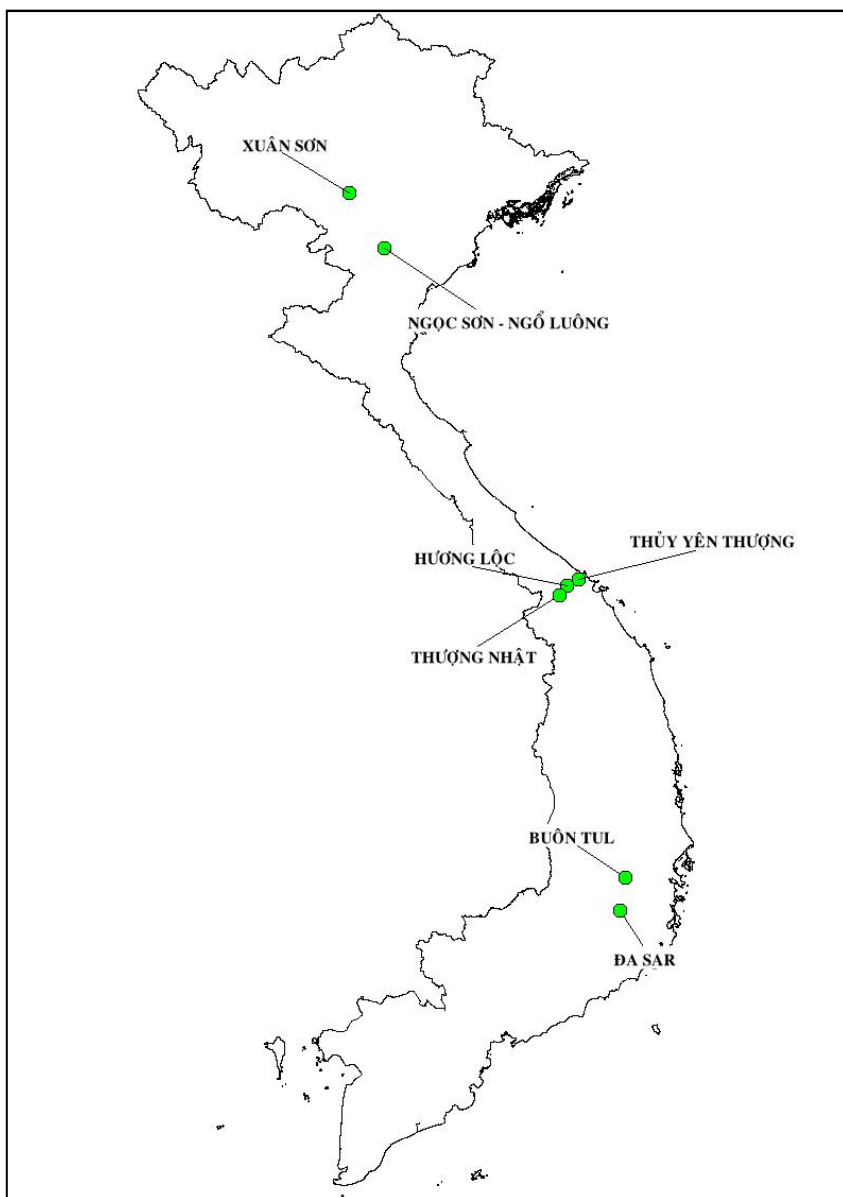 XUÂN SƠN
NGỌC SƠN - NGỔ LUÔNG
THỦY YÊN THƯỢNG
HƯƠNG LỘC
THƯỢNG NHẬT
BUÔN TUL
ĐA SAR